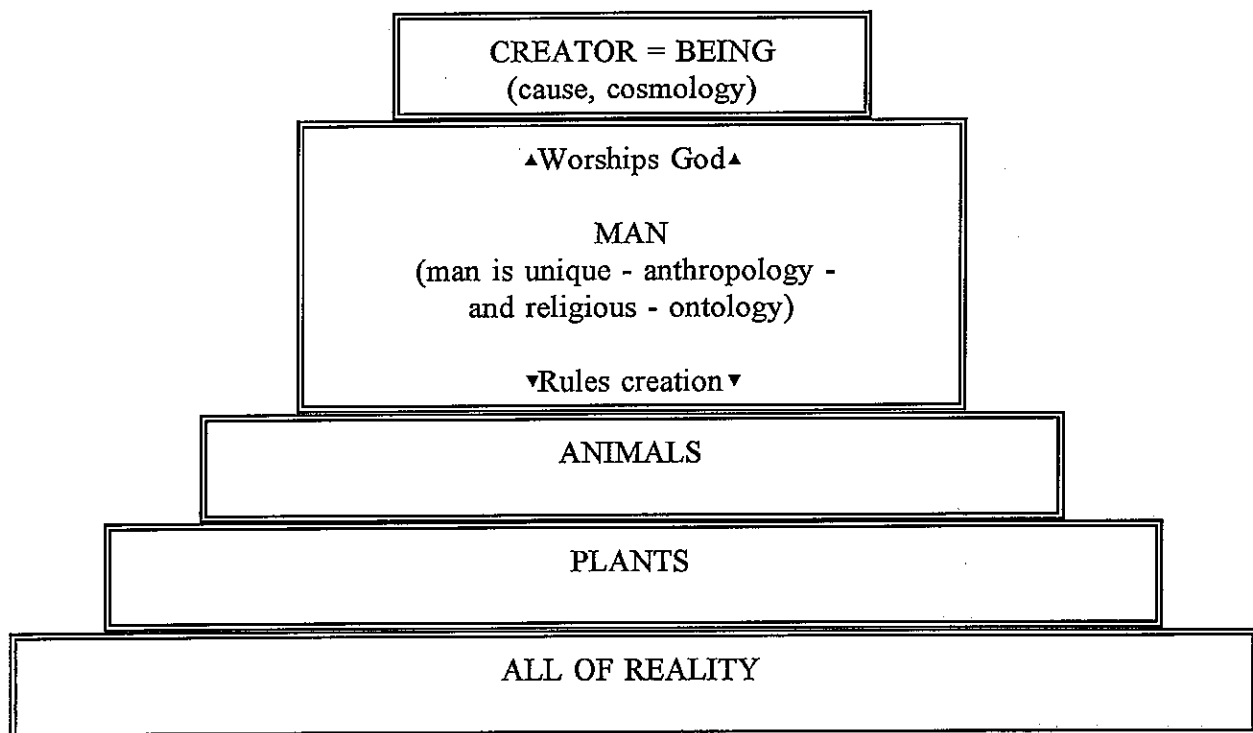 CREATOR = BEING
(cause, cosmology)
▲Worships God▲
MAN
(man is unique - anthropology -
and religious - ontology)
▼Rules creation▼
ANIMALS
PLANTS
ALL OF REALITY